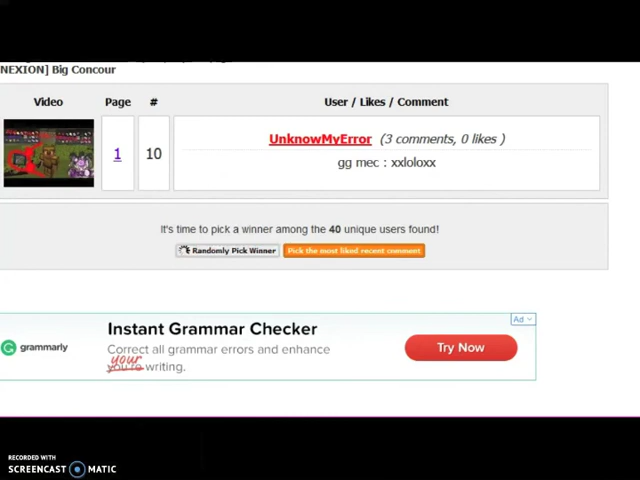 NEXION] Big Concour
Video Page # User / Likes / Comment
1 10 UnknowMyError (3 comments, 0 likes )
gg mec : xxloloxx
It's time to pick a winner among the 40 unique users found!
Randomly Pick Winner Pick the most liked recent comment
Ad
Instant Grammar Checker
grammarly
Correct all grammar errors and enhance
your
you're writing.
Try Now
RECORDED WITH
SCREENCAST MATIC